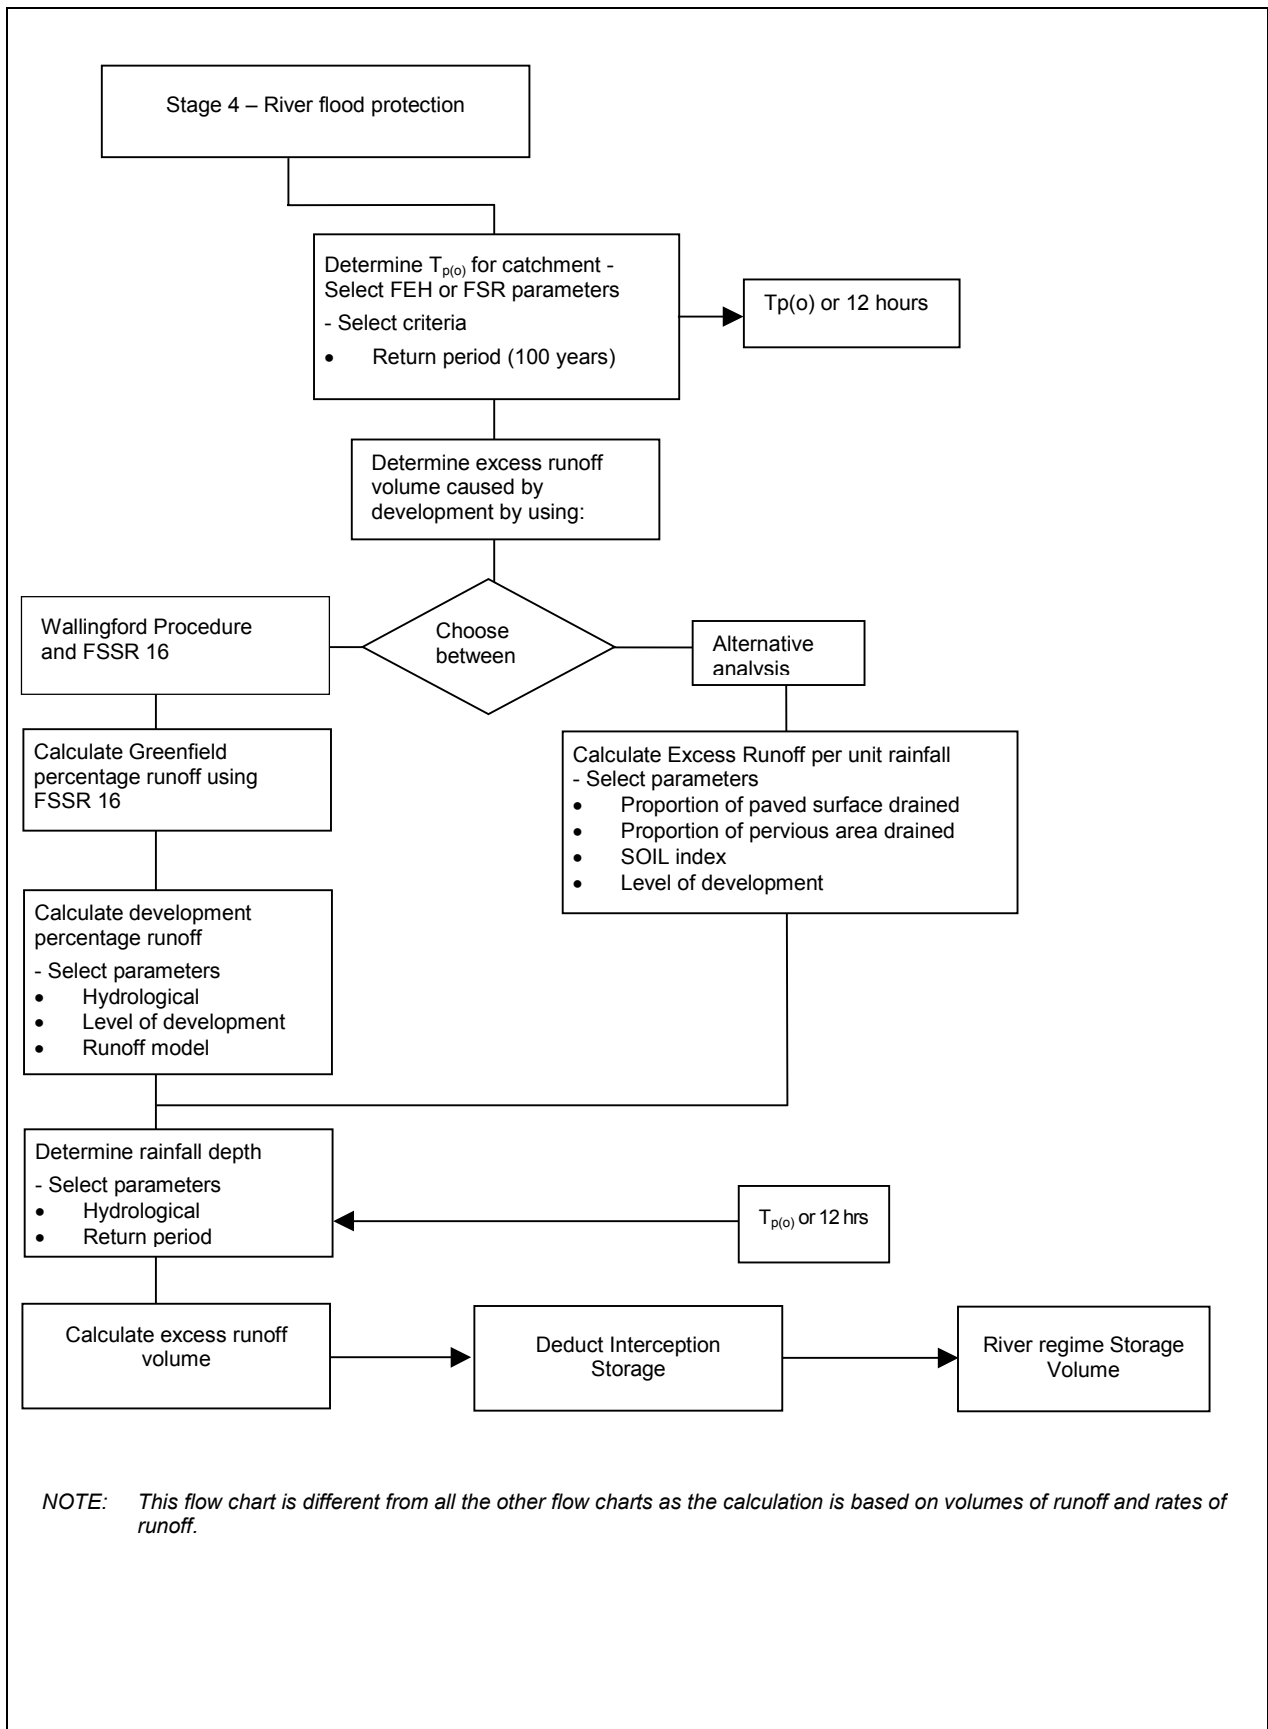 Stage 4 – River flood protection
Determine Tp(o) for catchment -
Select FEH or FSR parameters
- Select criteria
• Return period (100 years)
Tp(o) or 12 hours
Determine excess runoff
volume caused by
development by using:
Choose
between
Wallingford Procedure
and FSSR 16
Alternative
analysis
Calculate Greenfield
percentage runoff using
FSSR 16
Calculate Excess Runoff per unit rainfall
- Select parameters
• Proportion of paved surface drained
• Proportion of pervious area drained
• SOIL index
• Level of development
Calculate development
percentage runoff
- Select parameters
• Hydrological
• Level of development
• Runoff model
Determine rainfall depth
- Select parameters
• Hydrological
• Return period
Tp(o) or 12 hrs
Calculate excess runoff
volume
Deduct Interception
Storage
River regime Storage
Volume
NOTE: This flow chart is different from all the other flow charts as the calculation is based on volumes of runoff and rates of
runoff.